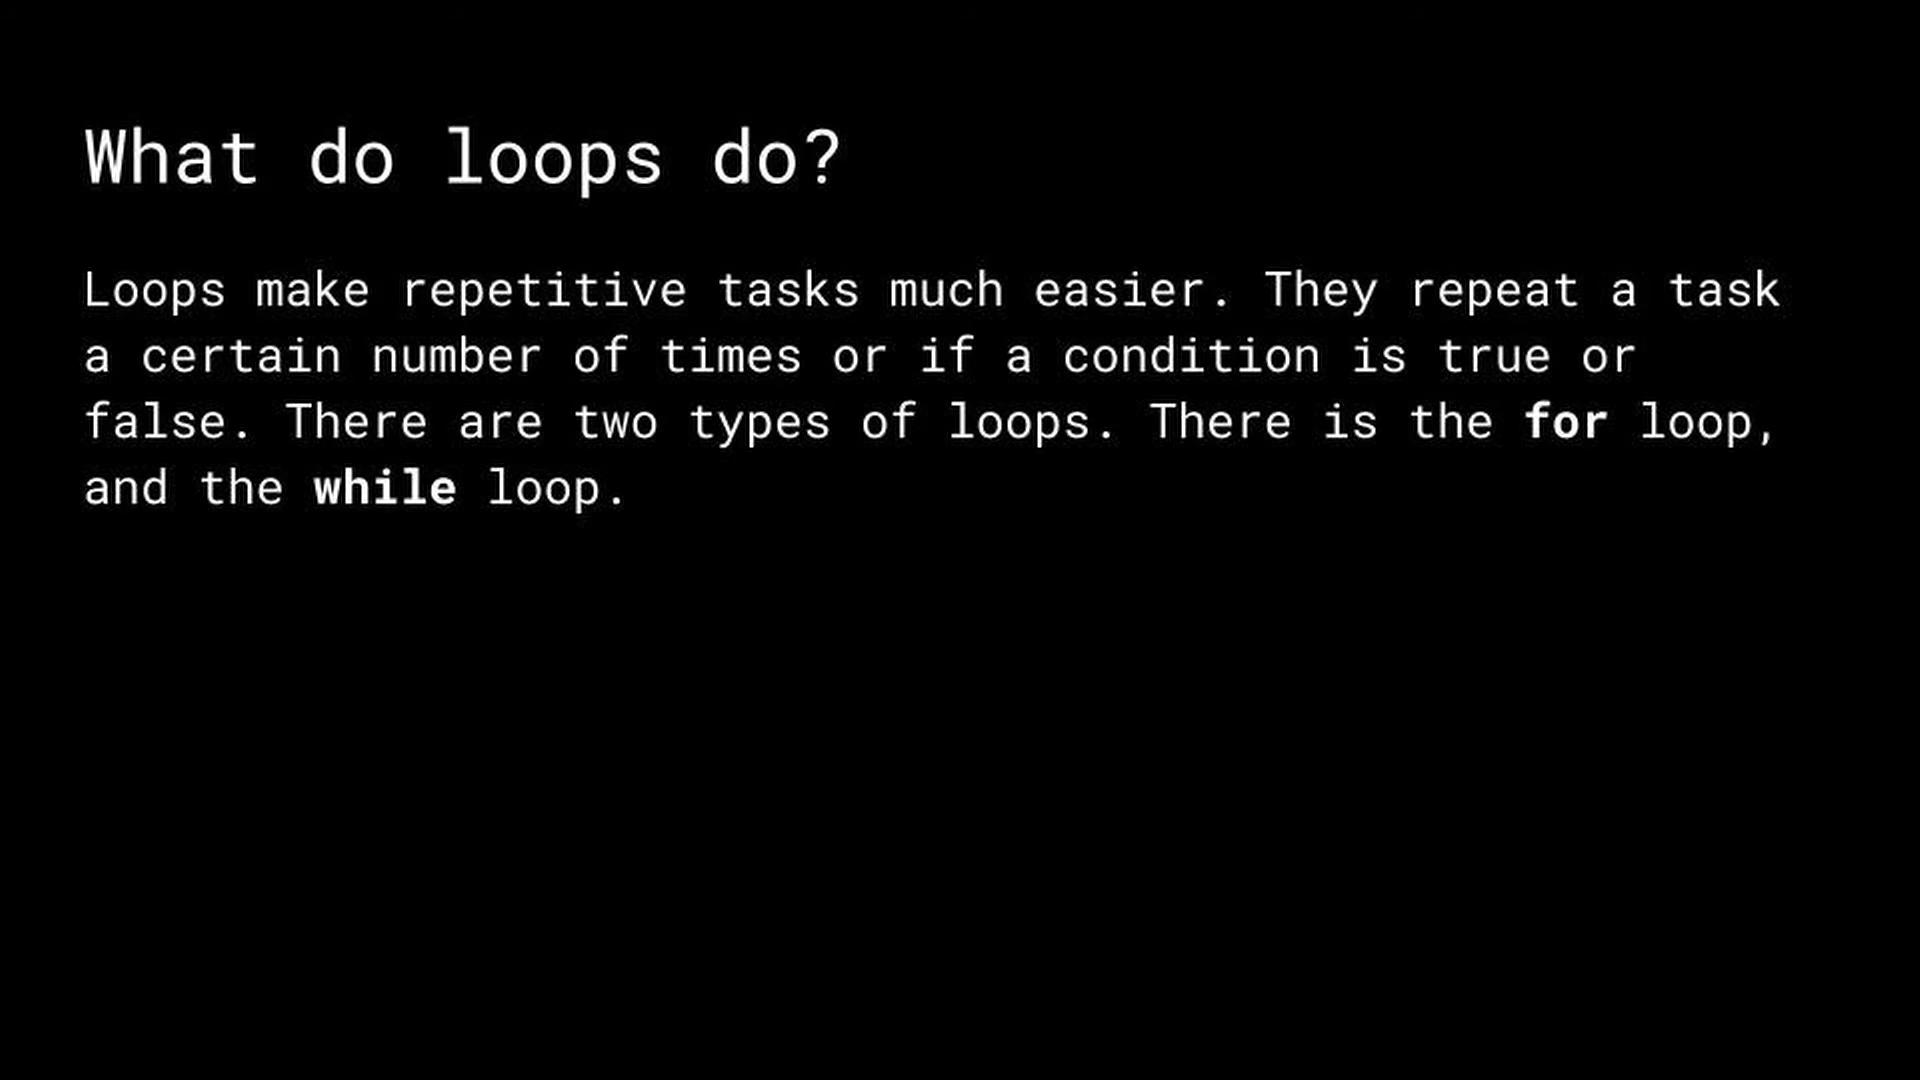 What do loops do?
Loops make repetitive tasks much easier. They repeat a task
a certain number of times or if a condition is true or
false. There are two types of loops. There is the for loop,
and the while loop.